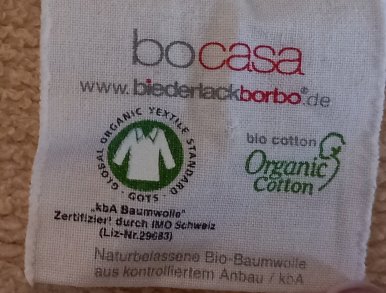 bocasa
www.biederlackborbo®.de
GLOBAL ORGANIC TEXTILE STANDARD
GOTS
bio cotton
Organic
Cotton
„kbA Baumwolle"
Zertifiziert durch IMO Schweiz
(Liz-Nr.29683)
Naturbelassene Bio-Baumwolle
aus kontrolliertem Anbau / kbA